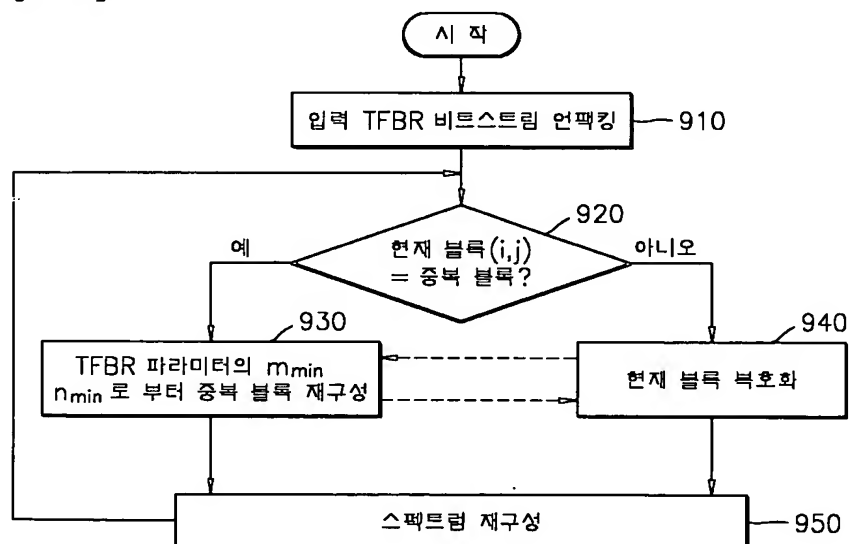 시 작
입력 TFBR 비트스트림 언팩킹
910
920
현재 블록(i,j)
= 중복 블록?
예
아니오
930
TFBR 파라미터의 mmin
nmin 로 부터 중복 블록 재구성
940
현재 블록 복호화
스펙트럼 재구성
950